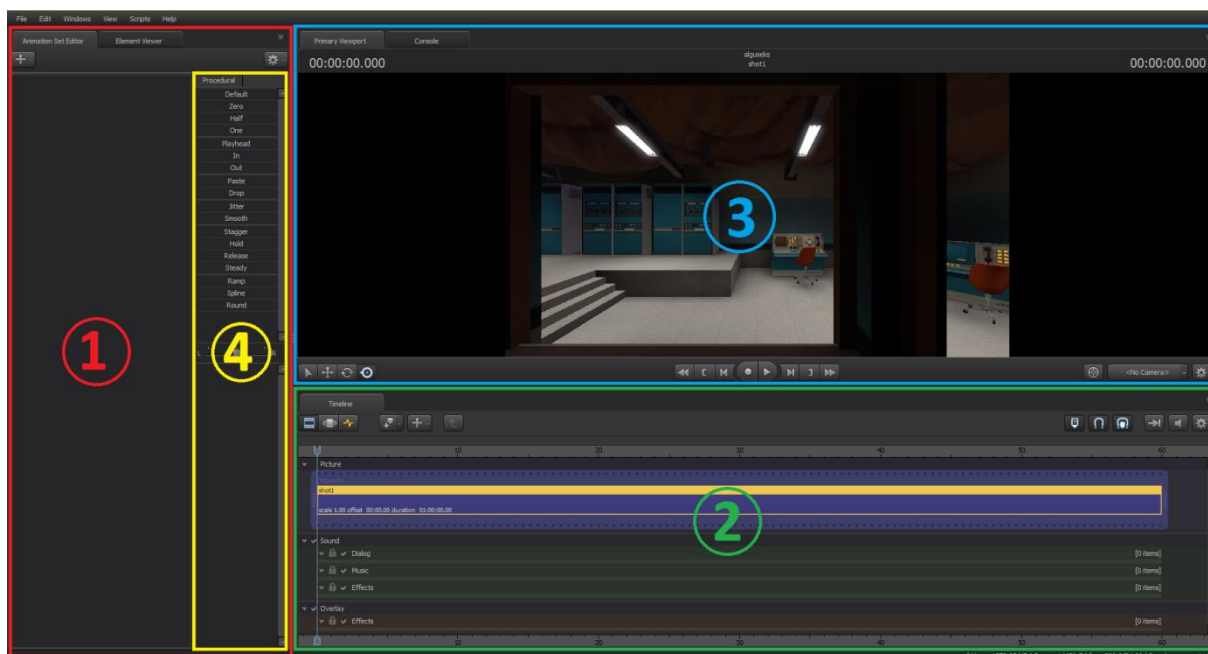 File Edit Windows View Scripts Help
Animation Set Editor Element Viewer
Procedural
Default
Zero
Half
One
Playhead
In
Out
Paste
Drop
Jitter
Smooth
Stagger
Hold
Release
Steady
Ramp
Spline
Round
L R
1
4
Primary Viewport Console
00:00:00.000 alguseks 00:00:00.000
shot1
3
<No Camera>
Timeline
10 20 30 40 50 60
Picture
alguseks
shot1
scale 1.00 offset 00:00.00 duration 01:00:00.00
2
Sound
Dialog [0 items]
Music [0 items]
Effects [0 items]
Overlay
Effects [0 items]
10 20 30 40 50 60